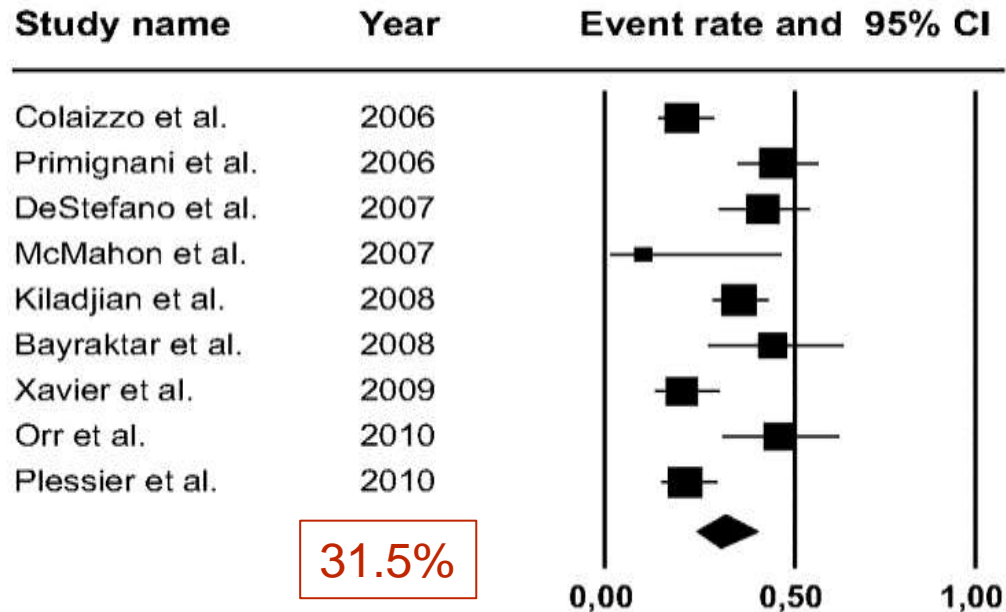 Study name Year Event rate and 95% CI
Colaizzo et al. 2006
Primignani et al. 2006
DeStefano et al. 2007
McMahon et al. 2007
Kiladjian et al. 2008
Bayraktar et al. 2008
Xavier et al. 2009
Orr et al. 2010
Plessier et al. 2010
31.5%
0,00 0,50 1,00